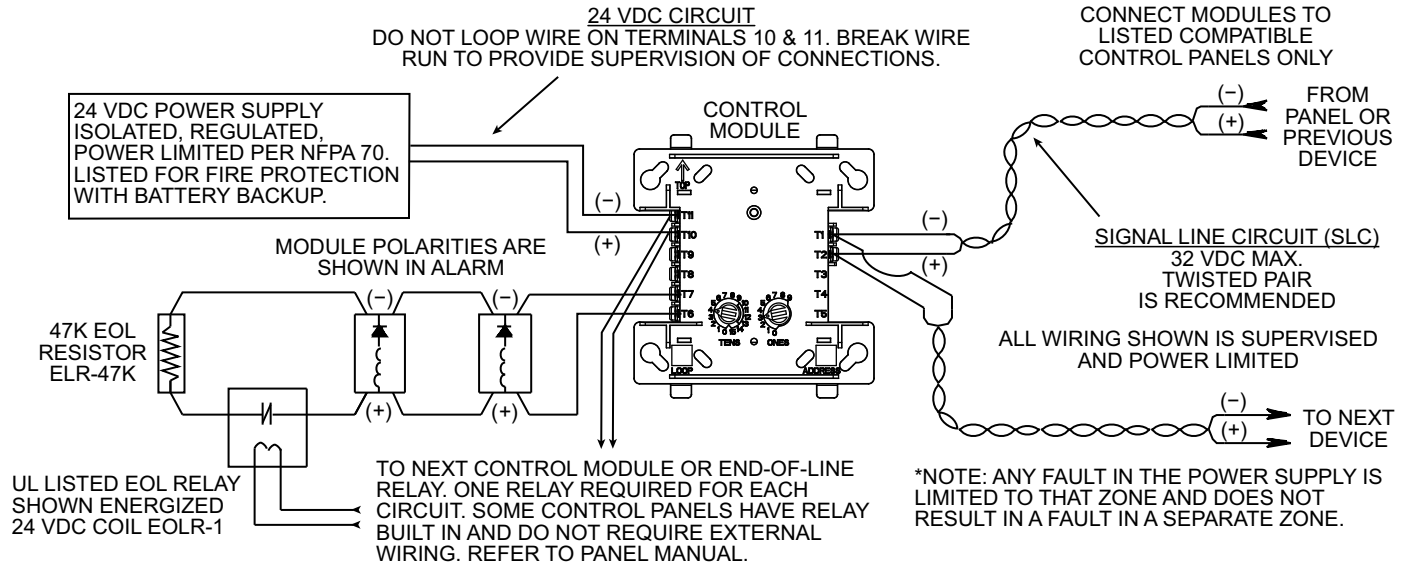 24 VDC CIRCUIT
DO NOT LOOP WIRE ON TERMINALS 10 & 11. BREAK WIRE
RUN TO PROVIDE SUPERVISION OF CONNECTIONS.
CONNECT MODULES TO
LISTED COMPATIBLE
CONTROL PANELS ONLY
24 VDC POWER SUPPLY
ISOLATED, REGULATED,
POWER LIMITED PER NFPA 70.
LISTED FOR FIRE PROTECTION
WITH BATTERY BACKUP.
CONTROL
MODULE
(−)
(+)
FROM
PANEL OR
PREVIOUS
DEVICE
(−)
(+)
TOP
T11
T10
T9
T8
T7
T6
T1
T2
T3
T4
T5
(−)
(+)
SIGNAL LINE CIRCUIT (SLC)
32 VDC MAX.
TWISTED PAIR
IS RECOMMENDED
MODULE POLARITIES ARE
SHOWN IN ALARM
(−)
(−)
(+)
(+)
47K EOL
RESISTOR
ELR-47K
TENS
ONES
LOOP
ADDRESS
ALL WIRING SHOWN IS SUPERVISED
AND POWER LIMITED
(−)
(+)
TO NEXT
DEVICE
UL LISTED EOL RELAY
SHOWN ENERGIZED
24 VDC COIL EOLR-1
TO NEXT CONTROL MODULE OR END-OF-LINE
RELAY. ONE RELAY REQUIRED FOR EACH
CIRCUIT. SOME CONTROL PANELS HAVE RELAY
BUILT IN AND DO NOT REQUIRE EXTERNAL
WIRING. REFER TO PANEL MANUAL.
*NOTE: ANY FAULT IN THE POWER SUPPLY IS
LIMITED TO THAT ZONE AND DOES NOT
RESULT IN A FAULT IN A SEPARATE ZONE.